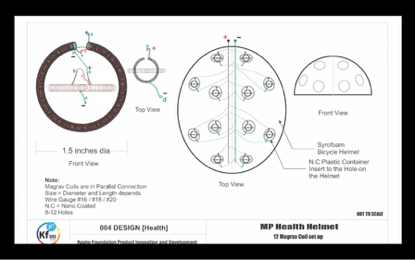 Top View
Front View
1.5 inches dia
Front View
Syrofoam
Bicycle Helmet
N.C Plastic Container
Insert to the Hole on
the Helmet
Top View
Note:
Magrav Coils are in Parallel Connection
Size = Diameter and Length depends
Wire Gauge #16 / #18 / #20
N.C = Nano Coated
8-12 Holes
NOT TO SCALE
Kf SSI
004 DESIGN [Health]
Keshe Foundation Product Innovation and Development
MP Health Helmet
12 Magrav Coil set up